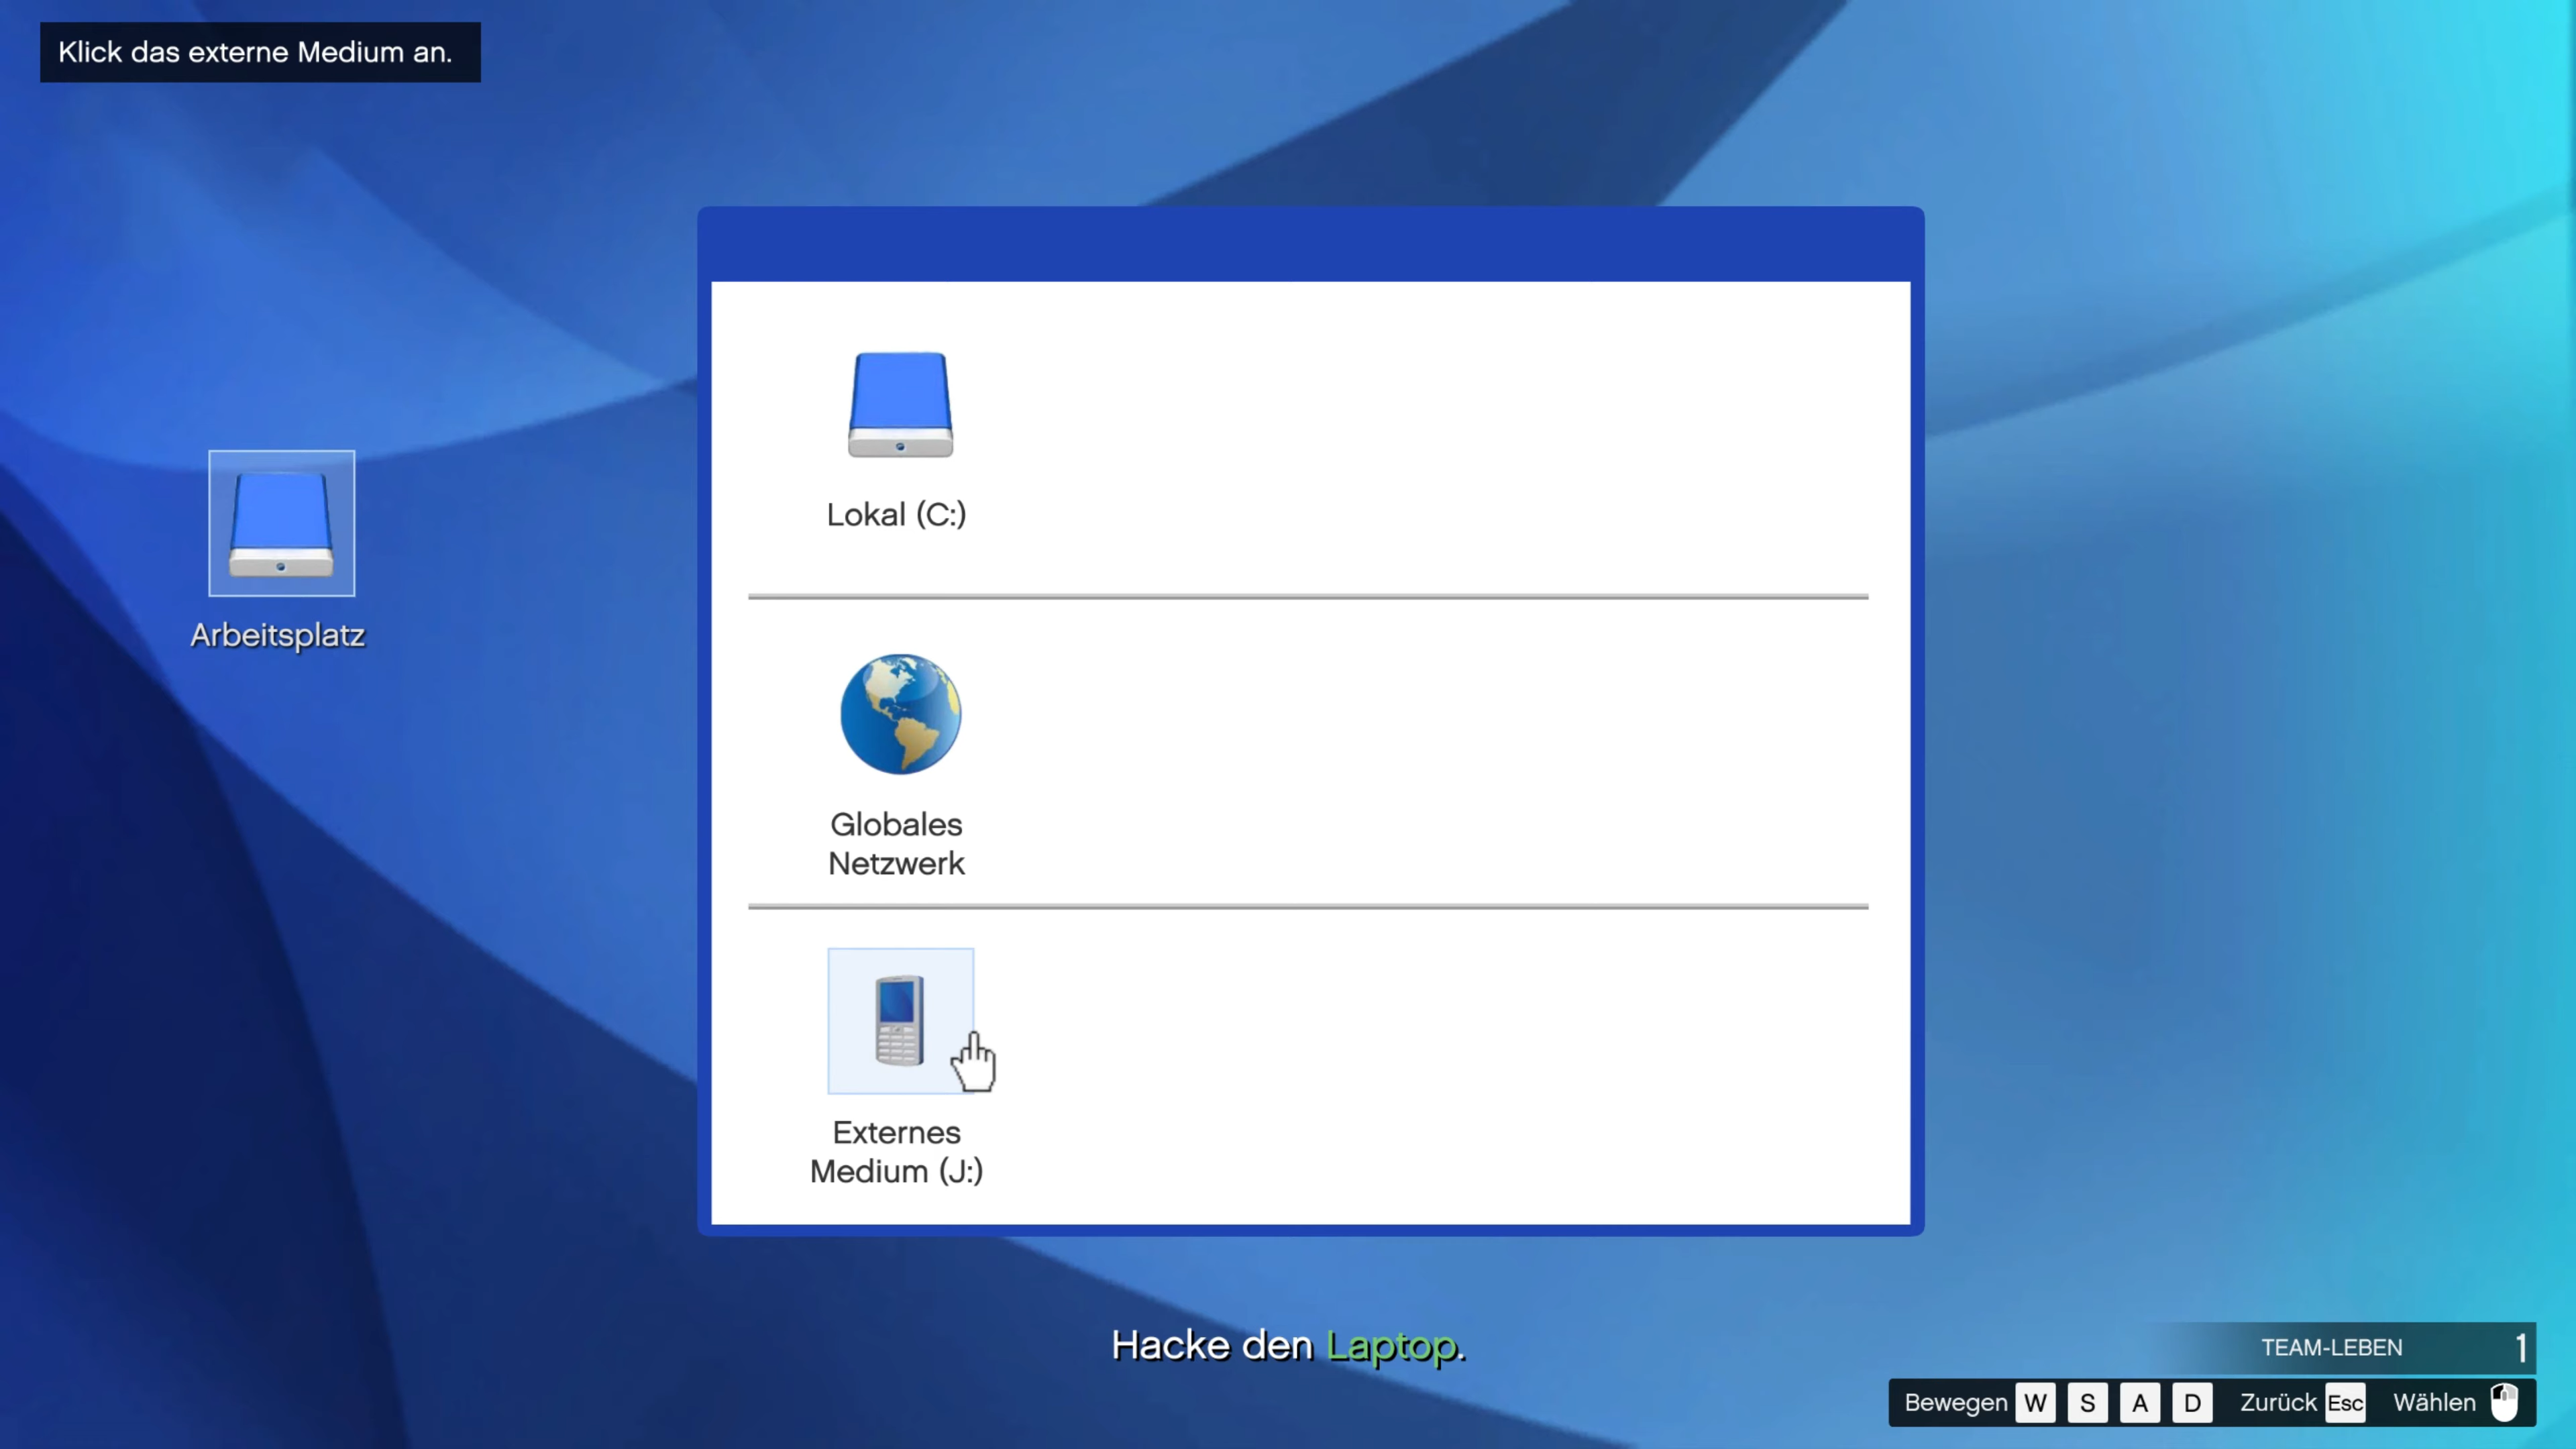 Klick das externe Medium an.
Lokal (C:)
Arbeitsplatz
Globales
Netzwerk
Externes
Medium (J:)
Hacke den Laptop.
TEAM-LEBEN 1
Bewegen W S A D Zurück Esc Wählen